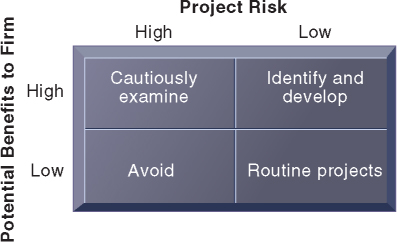 Project Risk
High Low
Potential Benefits to Firm
High
Cautiously
examine
Identify and
develop
Low
Avoid
Routine projects